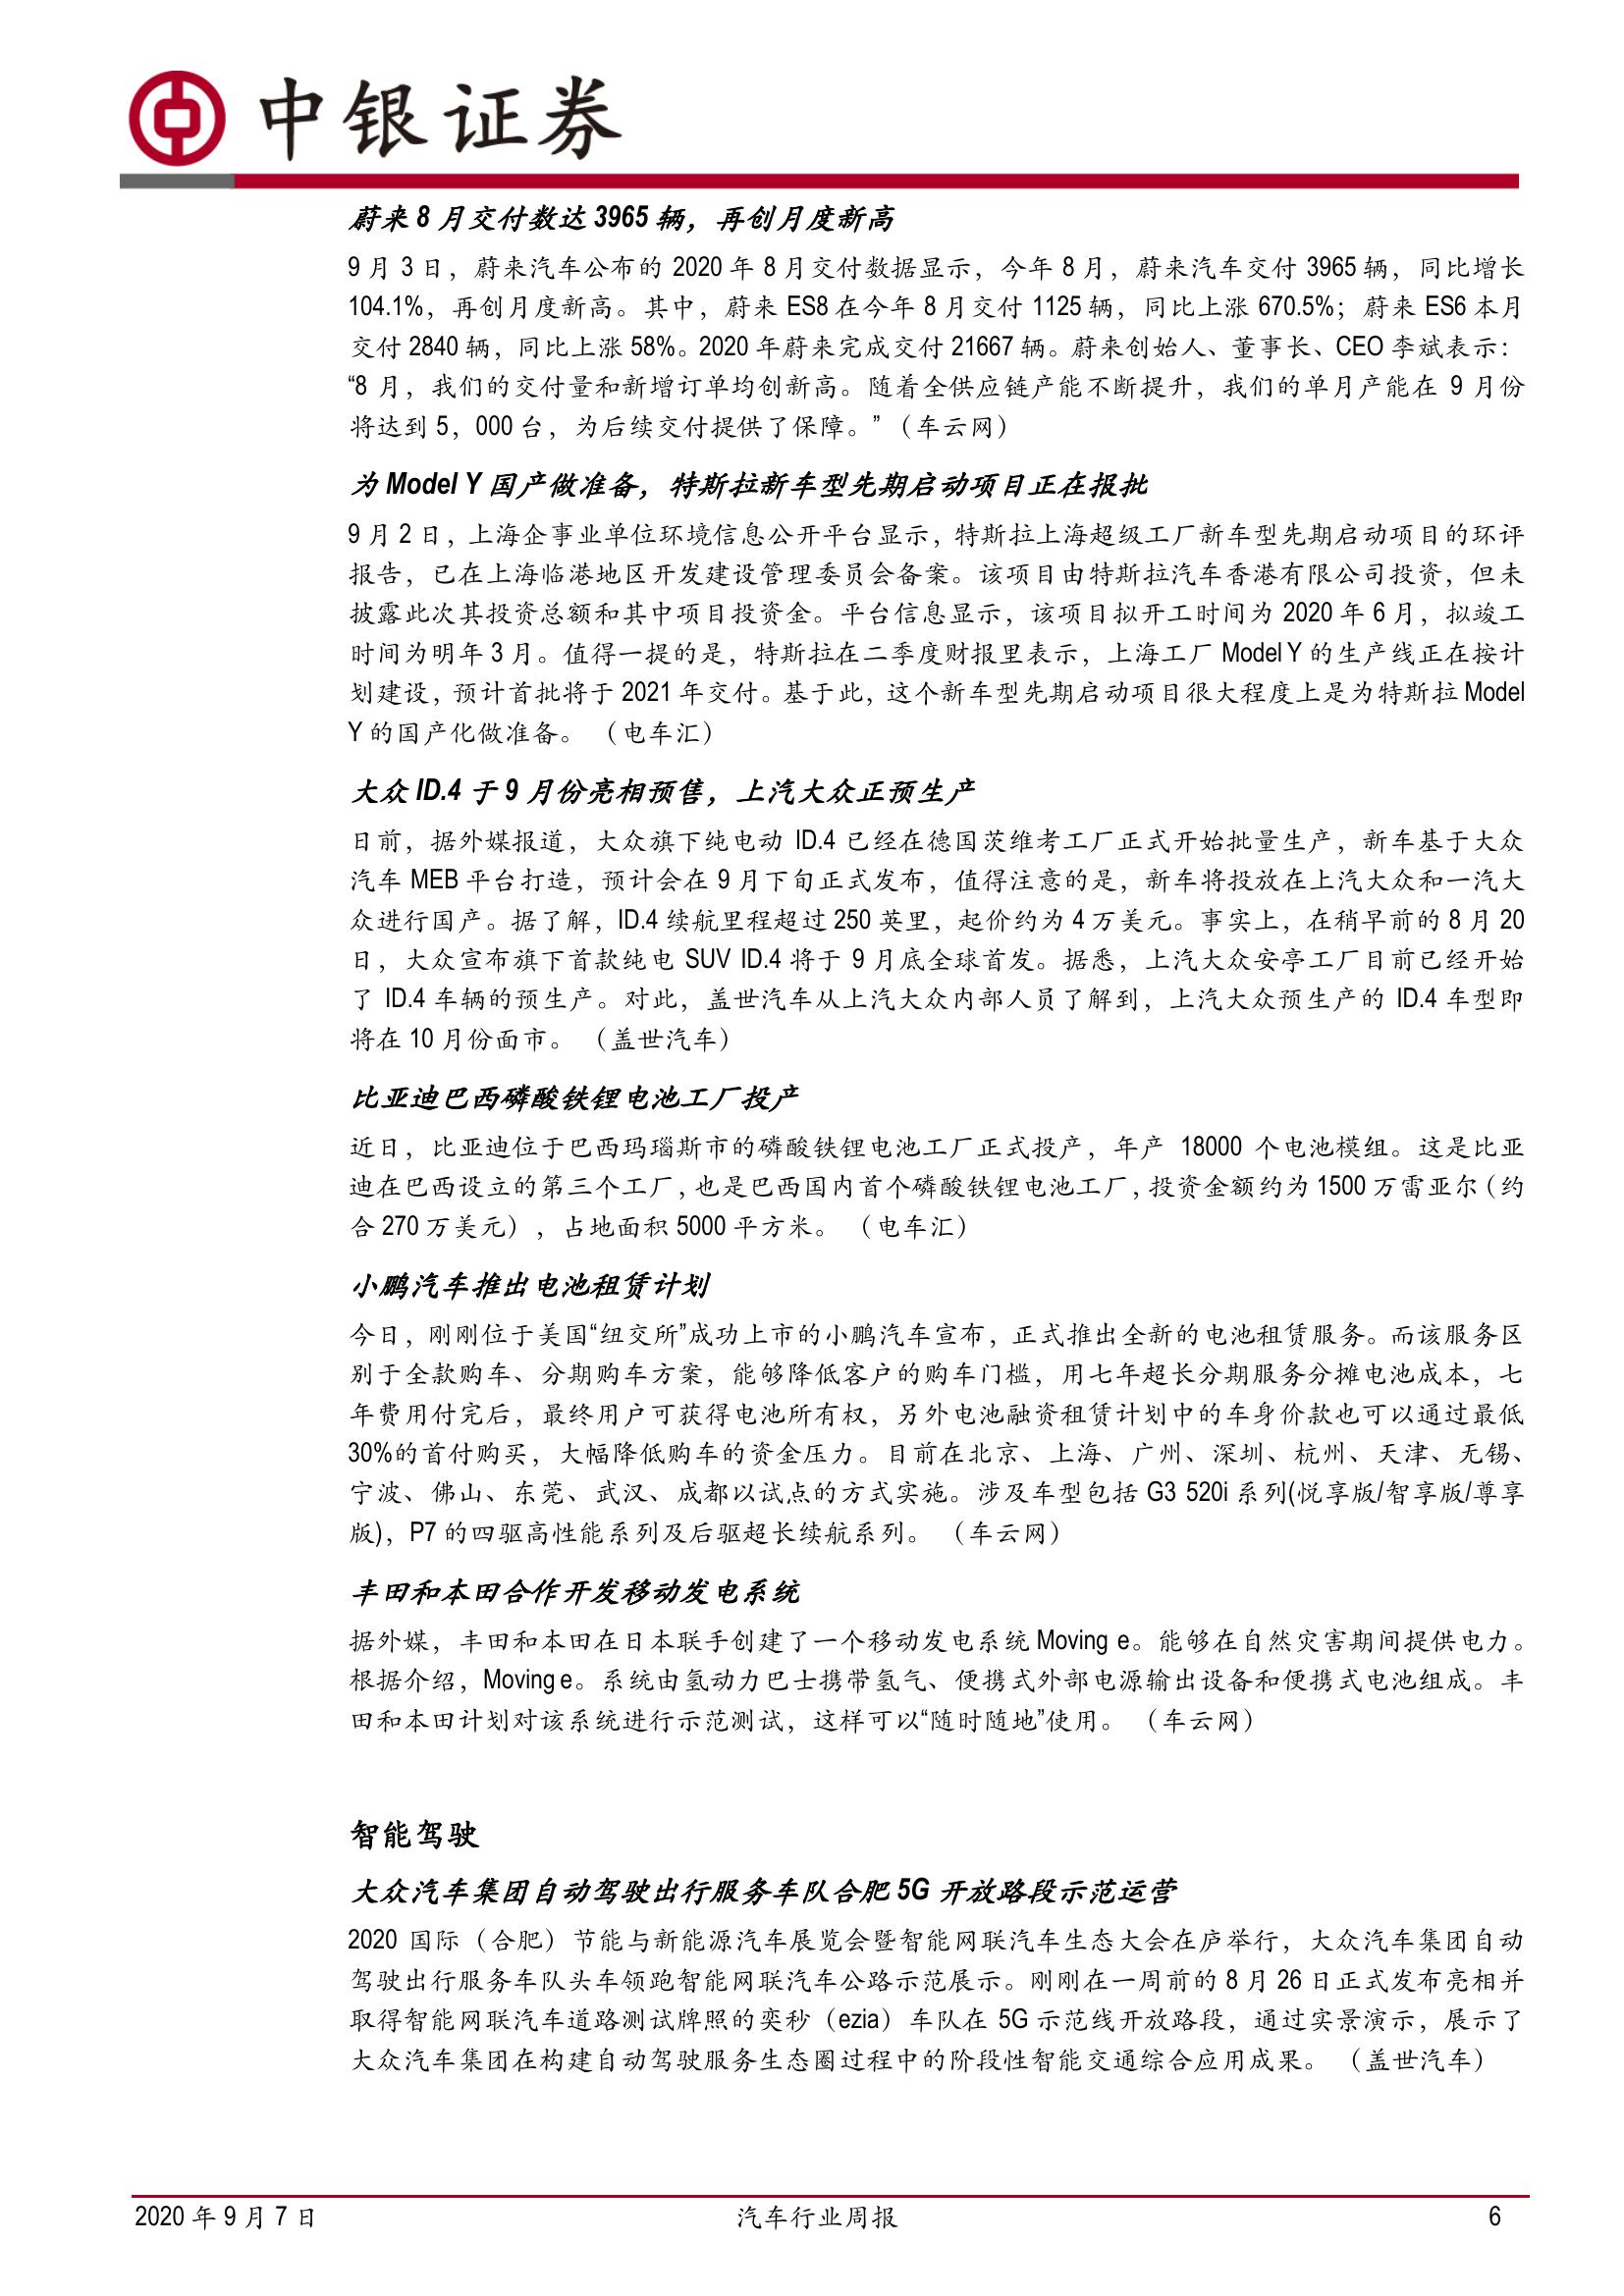 中银证券
蔚来 8 月交付数达 3965 辆，再创月度新高
9 月 3 日，蔚来汽车公布的 2020 年 8 月交付数据显示，今年 8 月，蔚来汽车交付 3965 辆，同比增长
104.1%，再创月度新高。其中，蔚来 ES8 在今年 8 月交付 1125 辆，同比上涨 670.5%；蔚来 ES6 本月
交付 2840 辆，同比上涨 58%。2020 年蔚来完成交付 21667 辆。蔚来创始人、董事长、CEO 李斌表示：
“8 月，我们的交付量和新增订单均创新高。随着全供应链产能不断提升，我们的单月产能在 9 月份
将达到 5，000 台，为后续交付提供了保障。”（车云网）
为 Model Y 国产做准备，特斯拉新车型先期启动项目正在报批
9 月 2 日，上海企事业单位环境信息公开平台显示，特斯拉上海超级工厂新车型先期启动项目的环评
报告，已在上海临港地区开发建设管理委员会备案。该项目由特斯拉汽车香港有限公司投资，但未
披露此次其投资总额和其中项目投资金。平台信息显示，该项目拟开工时间为 2020 年 6 月，拟竣工
时间为明年 3 月。值得一提的是，特斯拉在二季度财报里表示，上海工厂 Model Y 的生产线正在按计
划建设，预计首批将于 2021 年交付。基于此，这个新车型先期启动项目很大程度上是为特斯拉 Model
Y 的国产化做准备。（电车汇）
大众 ID.4 于 9 月份亮相预售，上汽大众正预生产
日前，据外媒报道，大众旗下纯电动 ID.4 已经在德国茨维考工厂正式开始批量生产，新车基于大众
汽车 MEB 平台打造，预计会在 9 月下旬正式发布，值得注意的是，新车将投放在上汽大众和一汽大
众进行国产。据了解，ID.4 续航里程超过 250 英里，起价约为 4 万美元。事实上，在稍早前的 8 月 20
日，大众宣布旗下首款纯电 SUV ID.4 将于 9 月底全球首发。据悉，上汽大众安亭工厂目前已经开始
了 ID.4 车辆的预生产。对此，盖世汽车从上汽大众内部人员了解到，上汽大众预生产的 ID.4 车型即
将在 10 月份面市。（盖世汽车）
比亚迪巴西磷酸铁锂电池工厂投产
近日，比亚迪位于巴西玛瑙斯市的磷酸铁锂电池工厂正式投产，年产 18000 个电池模组。这是比亚
迪在巴西设立的第三个工厂，也是巴西国内首个磷酸铁锂电池工厂，投资金额约为 1500 万雷亚尔（约
合 270 万美元），占地面积 5000 平方米。（电车汇）
小鹏汽车推出电池租赁计划
今日，刚刚位于美国“纽交所”成功上市的小鹏汽车宣布，正式推出全新的电池租赁服务。而该服务区
别于全款购车、分期购车方案，能够降低客户的购车门槛，用七年超长分期服务分摊电池成本，七
年费用付完后，最终用户可获得电池所有权，另外电池融资租赁计划中的车身价款也可以通过最低
30%的首付购买，大幅降低购车的资金压力。目前在北京、上海、广州、深圳、杭州、天津、无锡、
宁波、佛山、东莞、武汉、成都以试点的方式实施。涉及车型包括 G3 520i 系列(悦享版/智享版/尊享
版)，P7 的四驱高性能系列及后驱超长续航系列。（车云网）
丰田和本田合作开发移动发电系统
据外媒，丰田和本田在日本联手创建了一个移动发电系统 Moving e。能够在自然灾害期间提供电力。
根据介绍，Moving e。系统由氢动力巴士携带氢气、便携式外部电源输出设备和便携式电池组成。丰
田和本田计划对该系统进行示范测试，这样可以“随时随地”使用。（车云网）
智能驾驶
大众汽车集团自动驾驶出行服务车队合肥 5G 开放路段示范运营
2020 国际（合肥）节能与新能源汽车展览会暨智能网联汽车生态大会在庐举行，大众汽车集团自动
驾驶出行服务车队头车领跑智能网联汽车公路示范展示。刚刚在一周前的 8 月 26 日正式发布亮相并
取得智能网联汽车道路测试牌照的奕秒（ezia）车队在 5G 示范线开放路段，通过实景演示，展示了
大众汽车集团在构建自动驾驶服务生态圈过程中的阶段性智能交通综合应用成果。（盖世汽车）
2020 年 9 月 7 日 汽车行业周报 6